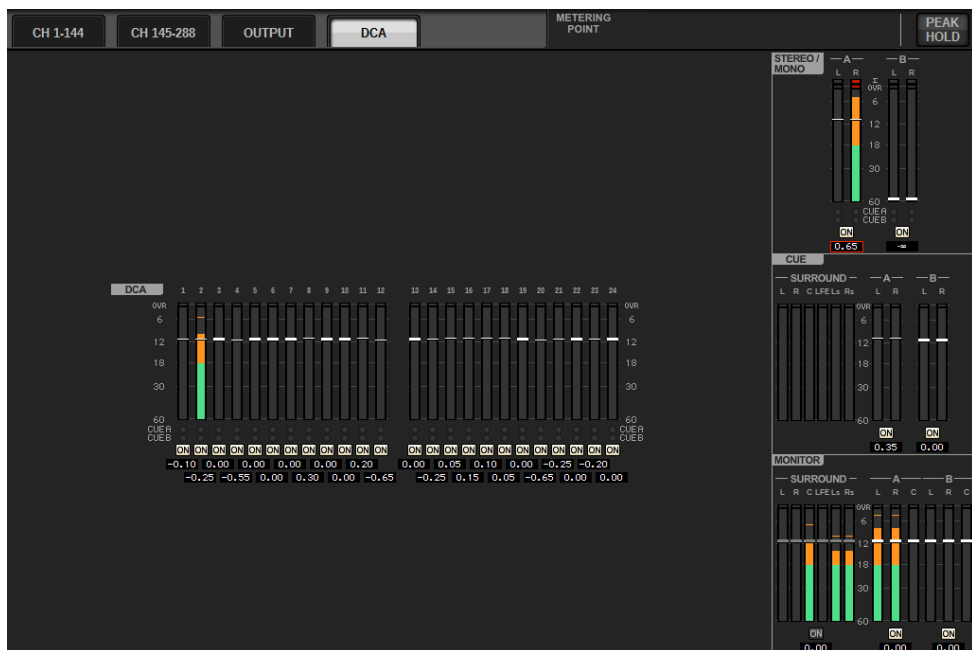 CH 1-144 CH 145-288 OUTPUT DCA METERING POINT PEAK HOLD
STEREO / MONO A B
L R L R
Σ
OVR
6
12
18
30
60
CUE A
CUE B
ON ON
0.65 -∞
CUE
SURROUND A B
L R C LFE Ls Rs L R L R
OVR
6
12
18
30
60
ON ON
0.35 0.00
DCA 1 2 3 4 5 6 7 8 9 10 11 12 13 14 15 16 17 18 19 20 21 22 23 24
OVR OVR
6 6
12 12
18 18
30 30
60 60
CUE A CUE A
CUE B CUE B
ON ON ON ON ON ON ON ON ON ON ON ON ON ON ON ON ON ON ON ON ON ON ON ON
-0.10 0.00 0.00 0.00 0.00 0.20 0.00 0.05 0.10 0.00 -0.25 -0.20
-0.25 -0.55 0.00 0.30 0.00 -0.65 -0.25 0.15 0.05 -0.65 0.00 0.00
MONITOR
SURROUND A B
L R C LFE Ls Rs L R C L R C
OVR
6
12
18
30
60
ON ON ON
0.00 0.00 0.00